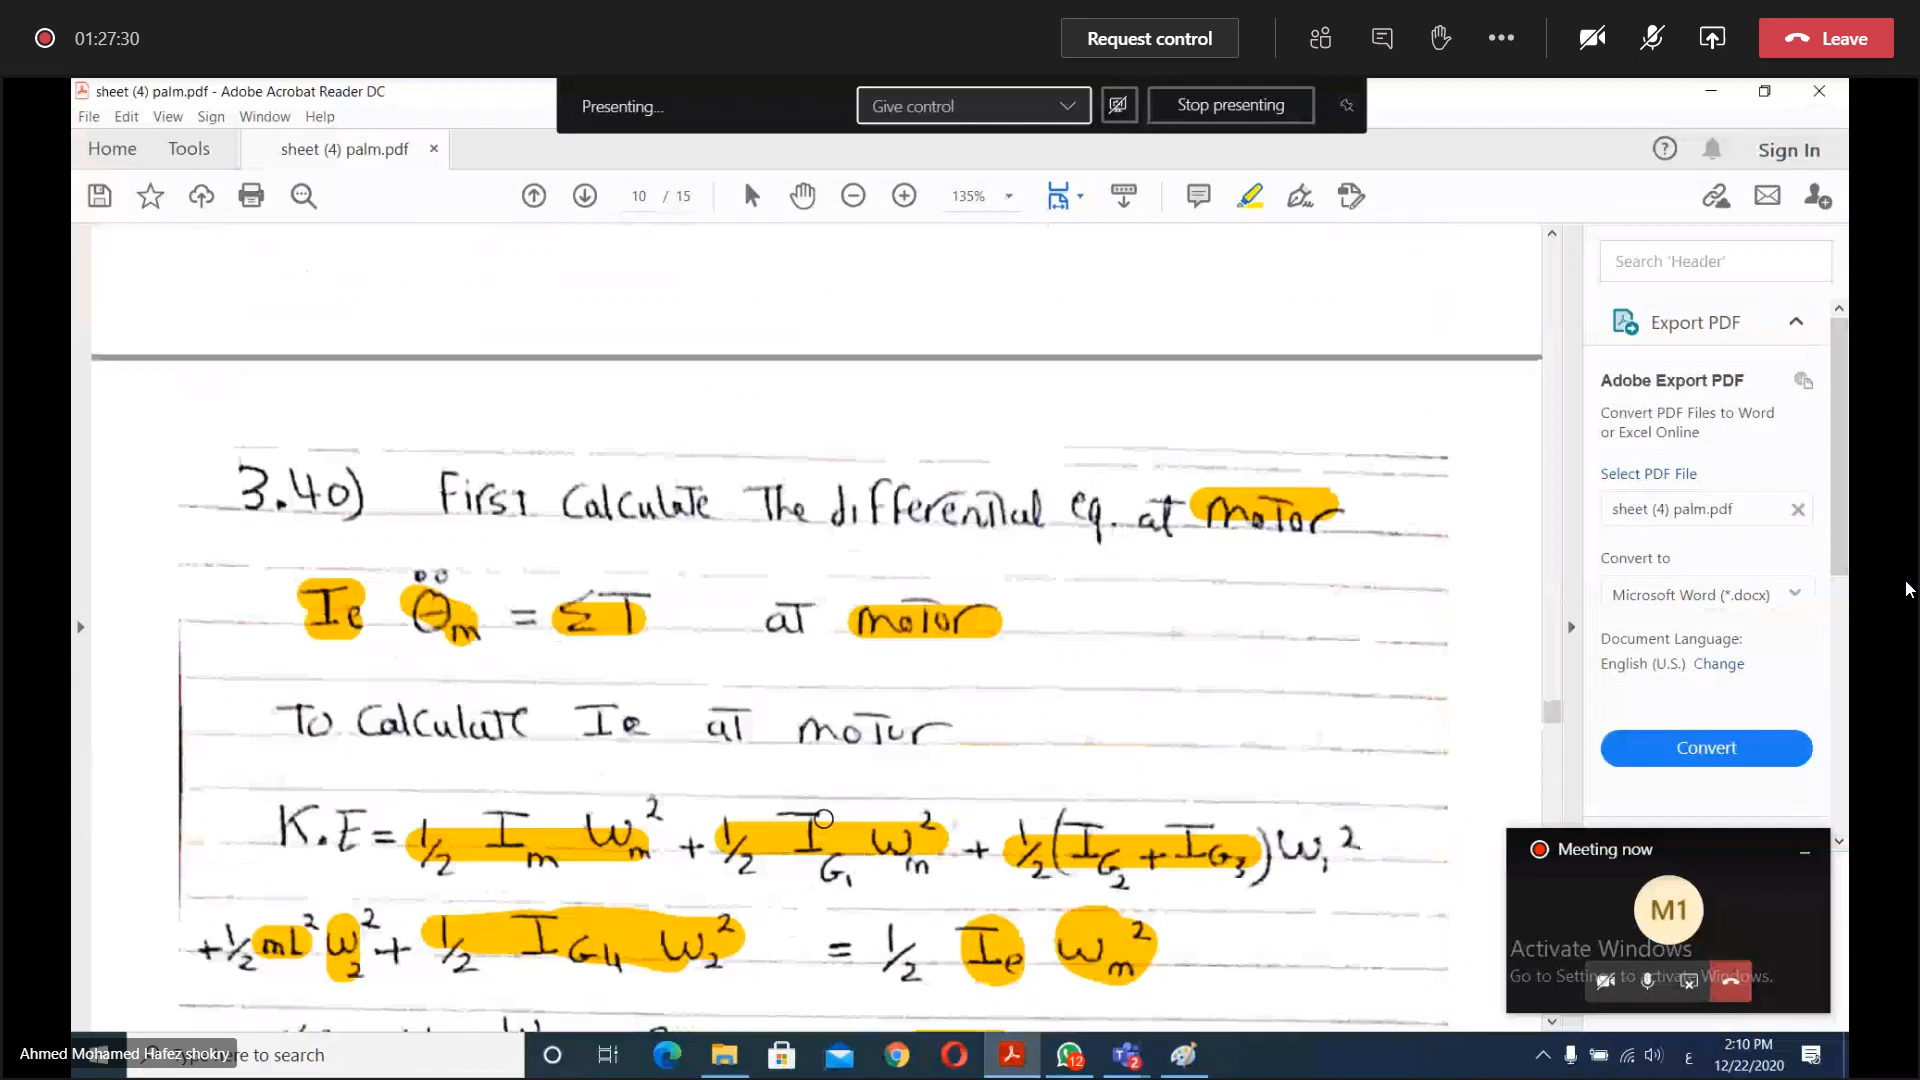 01:27:30
Request control
Leave
sheet (4) palm.pdf - Adobe Acrobat Reader DC
Presenting...
Give control
Stop presenting
File Edit View Sign Window Help
Home Tools sheet (4) palm.pdf × Sign In
10 / 15 135%
Search 'Header'
Export PDF
Adobe Export PDF
Convert PDF Files to Word
or Excel Online
Select PDF File
sheet (4) palm.pdf
Convert to
Microsoft Word (*.docx)
Document Language:
English (U.S.) Change
Convert
3.40) First Calculate The differential eq. at motor
Ie θ̈m = ΣT at motor
To Calculate Ie at motor
K.E = 1/2 Im ωm² + 1/2 IG1 ωm² + 1/2 (IG2 + IG3) ω1²
+ 1/2 mL² ω2² + 1/2 IG4 ω2² = 1/2 Ie ωm²
Meeting now
M1
Activate Windows
Go to Settings to activate Windows.
Ahmed Mohamed Hafez shokry
here to search
12
2
ع
2:10 PM
12/22/2020